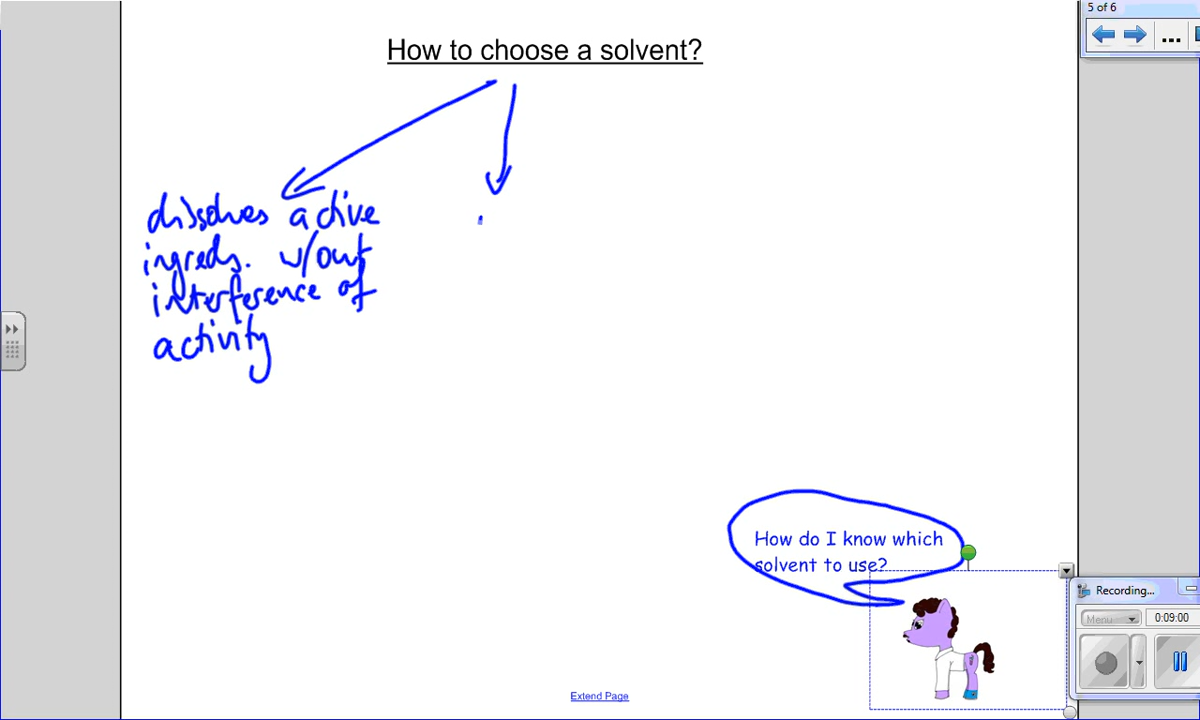 5 of 6
How to choose a solvent?
dissolves active
ingreds. w/out
interference of
activity
How do I know which
solvent to use?
Recording...
Menu
0:09:00
Extend Page